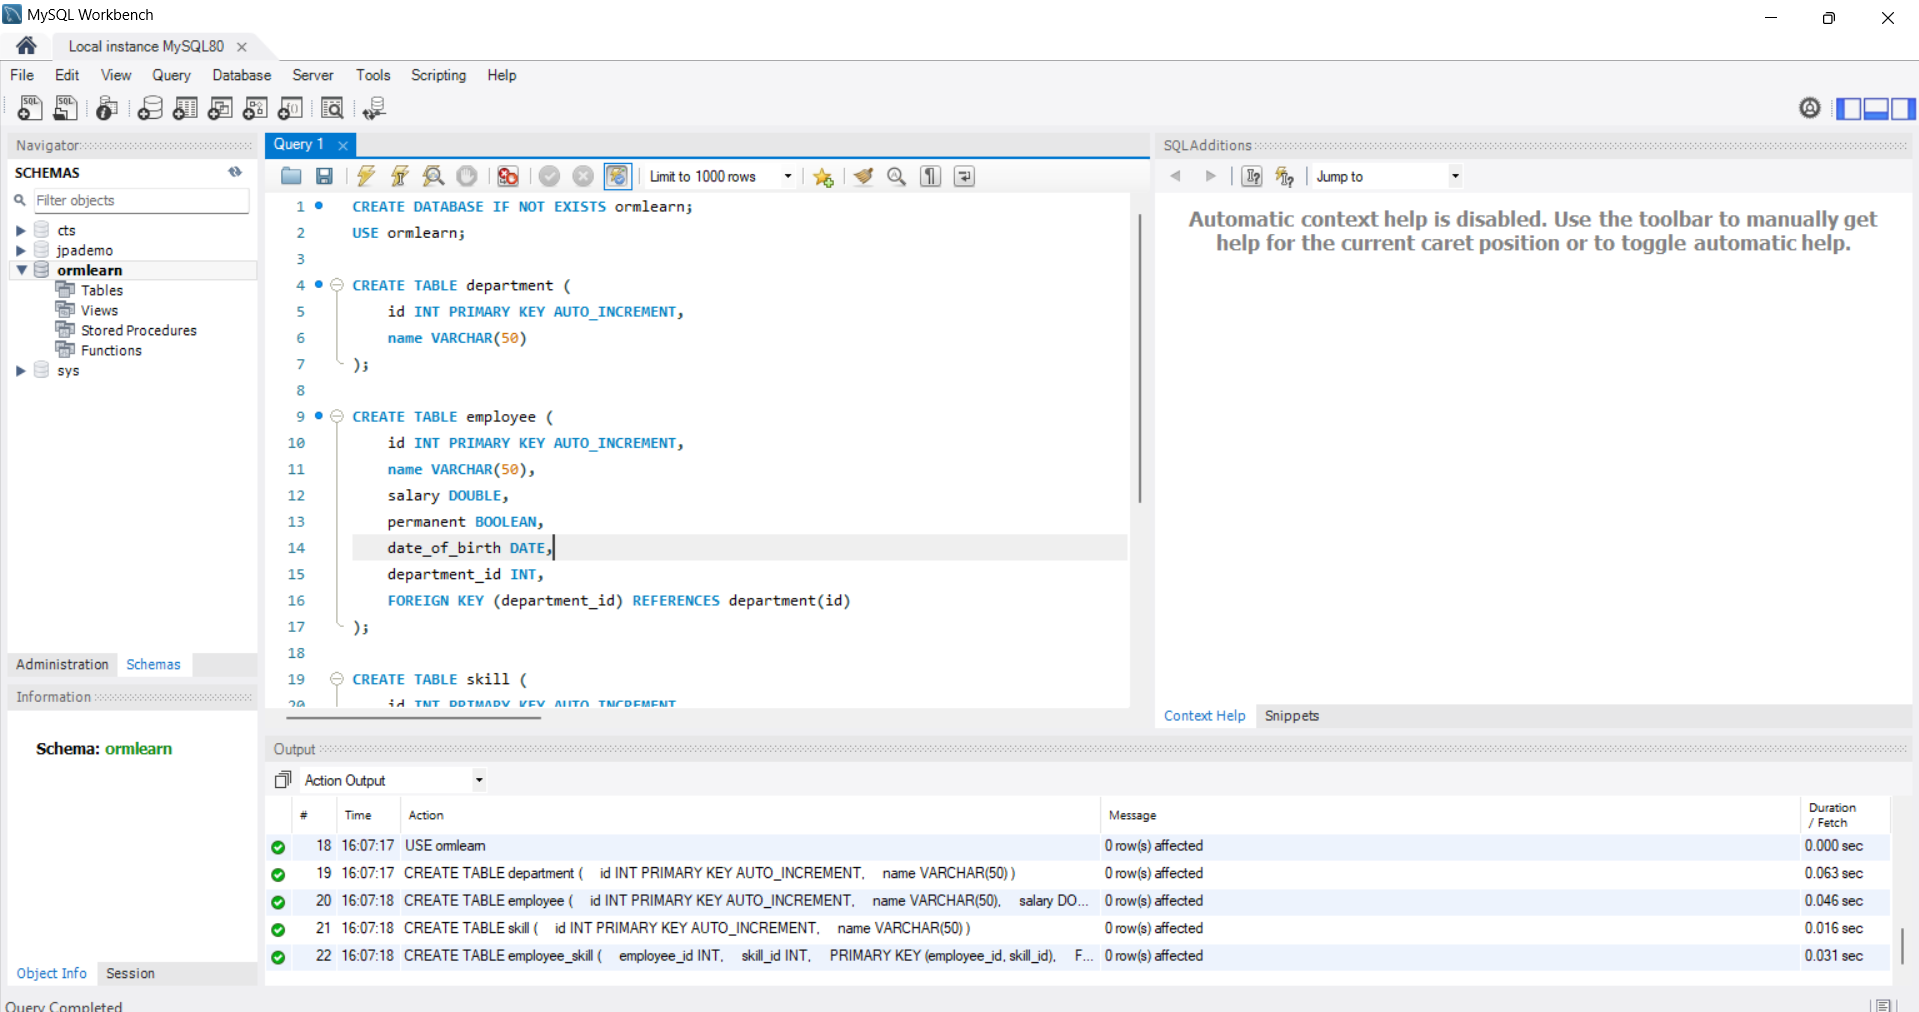 MySQL Workbench
Local instance MySQL80
File Edit View Query Database Server Tools Scripting Help
Navigator
SCHEMAS
Filter objects
cts
jpademo
ormlearn
Tables
Views
Stored Procedures
Functions
sys
Administration Schemas
Information
Schema: ormlearn
Object Info Session
Query 1
Limit to 1000 rows
1 CREATE DATABASE IF NOT EXISTS ormlearn;
2 USE ormlearn;
3
4 CREATE TABLE department (
5 id INT PRIMARY KEY AUTO_INCREMENT,
6 name VARCHAR(50)
7 );
8
9 CREATE TABLE employee (
10 id INT PRIMARY KEY AUTO_INCREMENT,
11 name VARCHAR(50),
12 salary DOUBLE,
13 permanent BOOLEAN,
14 date_of_birth DATE,
15 department_id INT,
16 FOREIGN KEY (department_id) REFERENCES department(id)
17 );
18
19 CREATE TABLE skill (
20 id INT PRIMARY KEY AUTO_INCREMENT
SQLAdditions
Jump to
Automatic context help is disabled. Use the toolbar to manually get
help for the current caret position or to toggle automatic help.
Context Help Snippets
Output
Action Output
# Time Action Message Duration / Fetch
18 16:07:17 USE ormlearn 0 row(s) affected 0.000 sec
19 16:07:17 CREATE TABLE department ( id INT PRIMARY KEY AUTO_INCREMENT, name VARCHAR(50) ) 0 row(s) affected 0.063 sec
20 16:07:18 CREATE TABLE employee ( id INT PRIMARY KEY AUTO_INCREMENT, name VARCHAR(50), salary DO... 0 row(s) affected 0.046 sec
21 16:07:18 CREATE TABLE skill ( id INT PRIMARY KEY AUTO_INCREMENT, name VARCHAR(50) ) 0 row(s) affected 0.016 sec
22 16:07:18 CREATE TABLE employee_skill ( employee_id INT, skill_id INT, PRIMARY KEY (employee_id, skill_id), F... 0 row(s) affected 0.031 sec
Query Completed